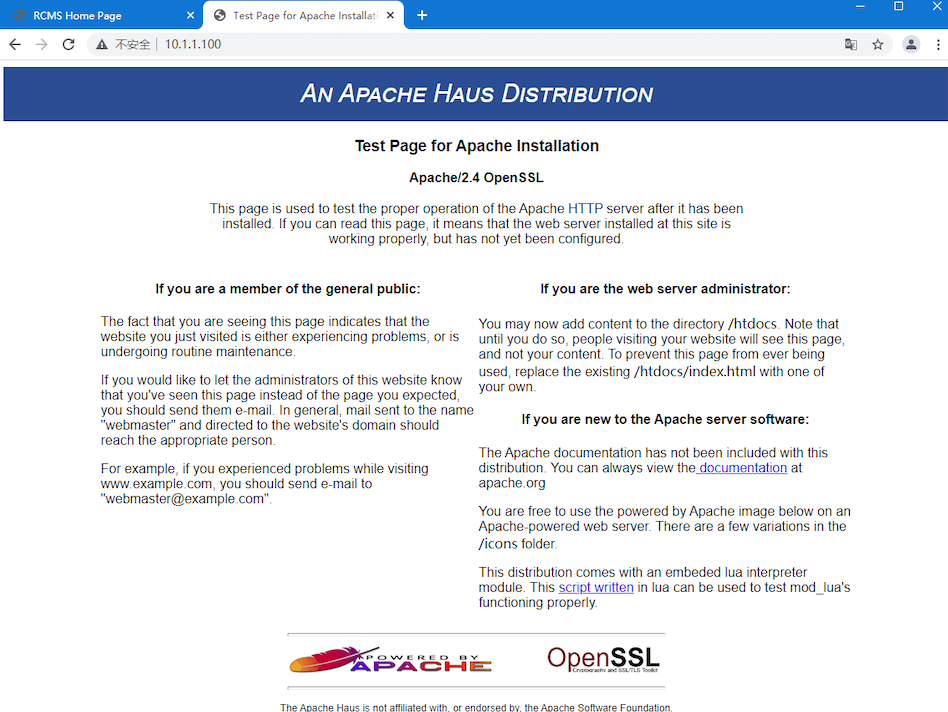 RCMS Home Page
Test Page for Apache Installati
不安全
10.1.1.100
AN APACHE HAUS DISTRIBUTION
Test Page for Apache Installation
Apache/2.4 OpenSSL
This page is used to test the proper operation of the Apache HTTP server after it has been
installed. If you can read this page, it means that the web server installed at this site is
working properly, but has not yet been configured.
If you are a member of the general public:
The fact that you are seeing this page indicates that the
website you just visited is either experiencing problems, or is
undergoing routine maintenance.
If you would like to let the administrators of this website know
that you've seen this page instead of the page you expected,
you should send them e-mail. In general, mail sent to the name
"webmaster" and directed to the website's domain should
reach the appropriate person.
For example, if you experienced problems while visiting
www.example.com, you should send e-mail to
"webmaster@example.com".
If you are the web server administrator:
You may now add content to the directory /htdocs. Note that
until you do so, people visiting your website will see this page,
and not your content. To prevent this page from ever being
used, replace the existing /htdocs/index.html with one of
your own.
If you are new to the Apache server software:
The Apache documentation has not been included with this
distribution. You can always view the documentation at
apache.org
You are free to use the powered by Apache image below on an
Apache-powered web server. There are a few variations in the
/icons folder.
This distribution comes with an embeded lua interpreter
module. This script written in lua can be used to test mod_lua's
functioning properly.
POWERED BY
APACHE
OpenSSL
Cryptography and SSL/TLS Toolkit
The Apache Haus is not affiliated with, or endorsed by, the Apache Software Foundation.